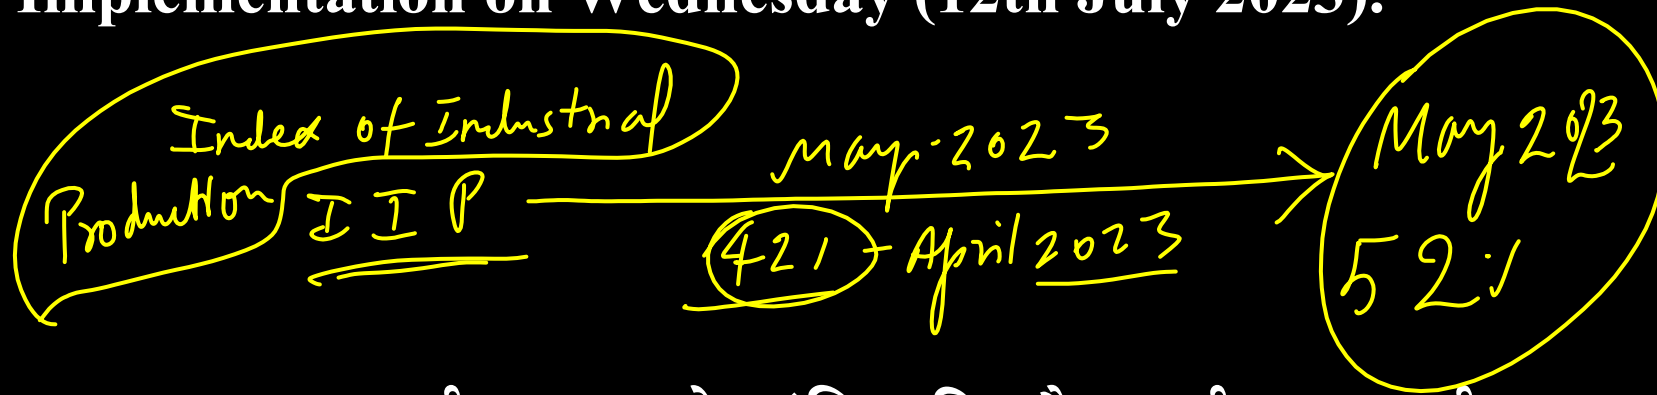 Implementation on Wednesday (12th July 2023).
Index of Industrial
Production IIP
May-2023
421 - April 2023
May 2023
52%